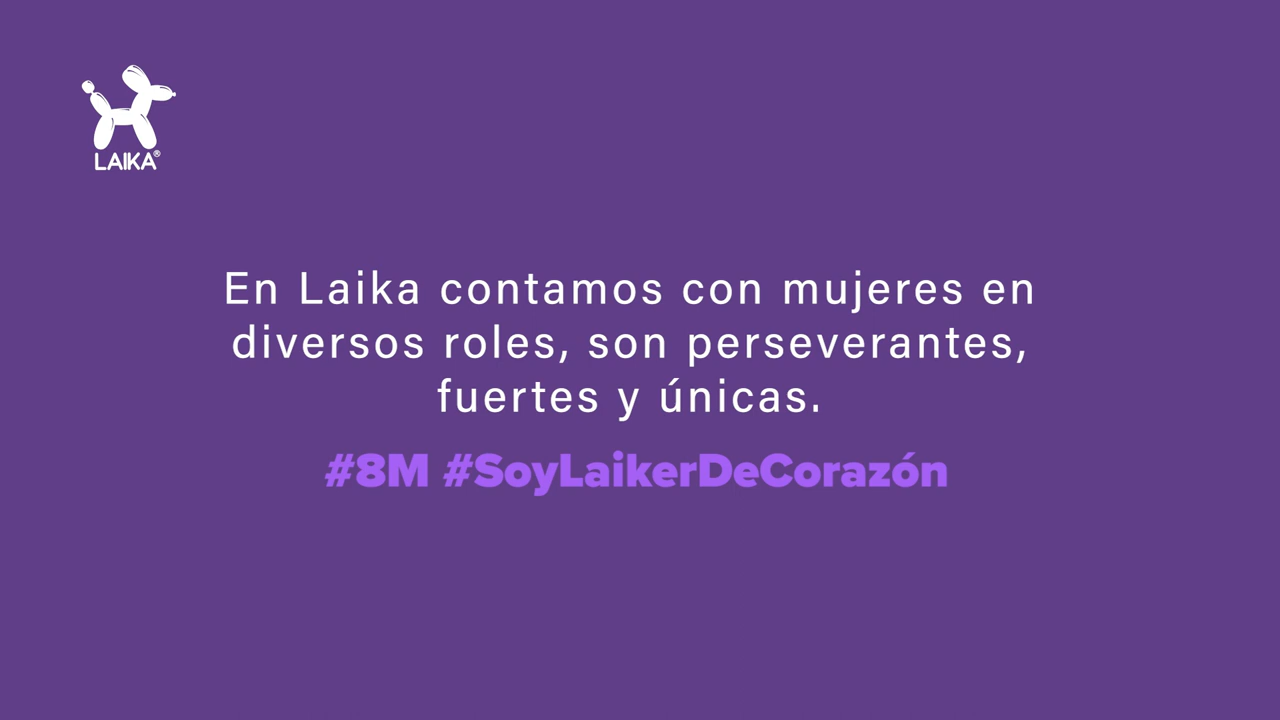 LAIKA®
En Laika contamos con mujeres en
diversos roles, son perseverantes,
fuertes y únicas.
#8M #SoyLaikerDeCorazón